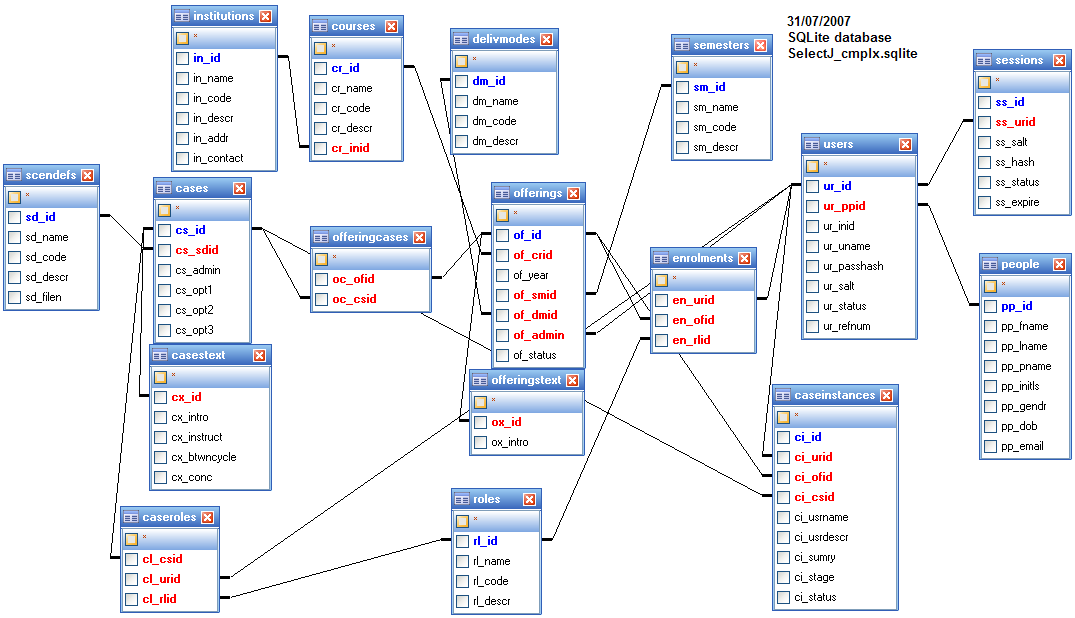 31/07/2007
SQLite database
SelectJ_cmplx.sqlite
institutions
*
in_id
in_name
in_code
in_descr
in_addr
in_contact
courses
*
cr_id
cr_name
cr_code
cr_descr
cr_inid
delivmodes
*
dm_id
dm_name
dm_code
dm_descr
semesters
*
sm_id
sm_name
sm_code
sm_descr
sessions
*
ss_id
ss_urid
ss_salt
ss_hash
ss_status
ss_expire
users
*
ur_id
ur_ppid
ur_inid
ur_uname
ur_passhash
ur_salt
ur_status
ur_refnum
scendefs
*
sd_id
sd_name
sd_code
sd_descr
sd_filen
cases
*
cs_id
cs_sdid
cs_admin
cs_opt1
cs_opt2
cs_opt3
offeringcases
*
oc_ofid
oc_csid
offerings
*
of_id
of_crid
of_year
of_smid
of_dmid
of_admin
of_status
enrolments
*
en_urid
en_ofid
en_rlid
people
*
pp_id
pp_fname
pp_lname
pp_pname
pp_initls
pp_gendr
pp_dob
pp_email
casestext
*
cx_id
cx_intro
cx_instruct
cx_btwncycle
cx_conc
offeringstext
*
ox_id
ox_intro
caseinstances
*
ci_id
ci_urid
ci_ofid
ci_csid
ci_usrname
ci_usrdescr
ci_sumry
ci_stage
ci_status
caseroles
*
cl_csid
cl_urid
cl_rlid
roles
*
rl_id
rl_name
rl_code
rl_descr